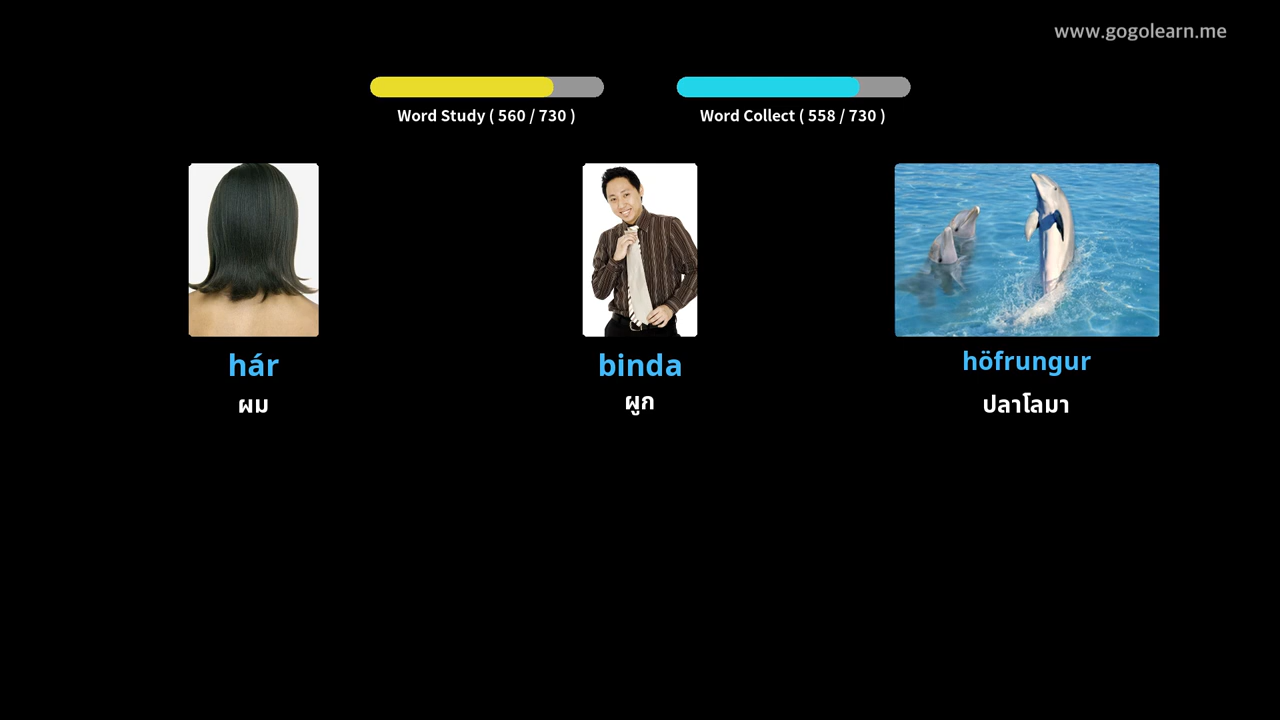 www.gogolearn.me
Word Study ( 560 / 730 )
Word Collect ( 558 / 730 )
hár
ผม
binda
ผูก
höfrungur
ปลาโลมา